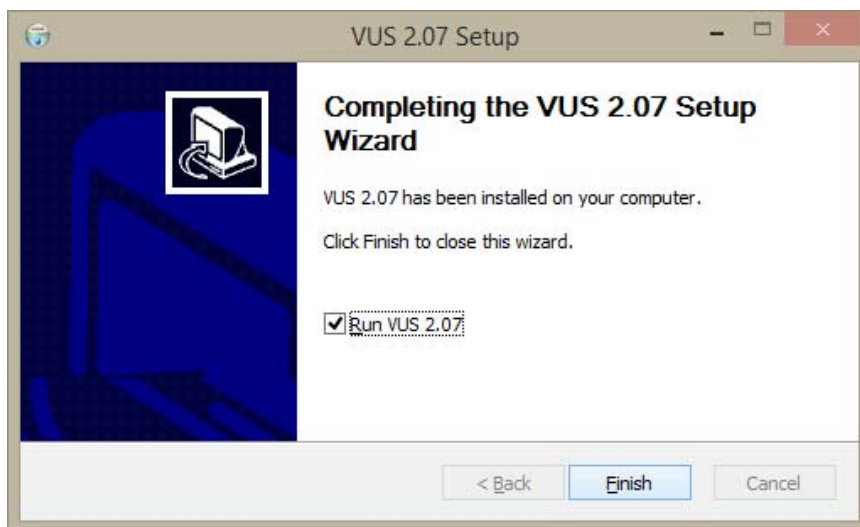 VUS 2.07 Setup
Completing the VUS 2.07 Setup
Wizard
VUS 2.07 has been installed on your computer.
Click Finish to close this wizard.
Run VUS 2.07
< Back
Finish
Cancel